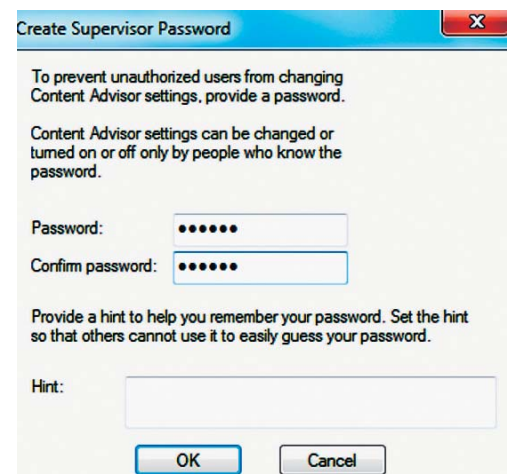 Create Supervisor Password
X
To prevent unauthorized users from changing
Content Advisor settings, provide a password.
Content Advisor settings can be changed or
turned on or off only by people who know the
password.
Password: ••••••
Confirm password: ••••••
Provide a hint to help you remember your password. Set the hint
so that others cannot use it to easily guess your password.
Hint:
OK Cancel